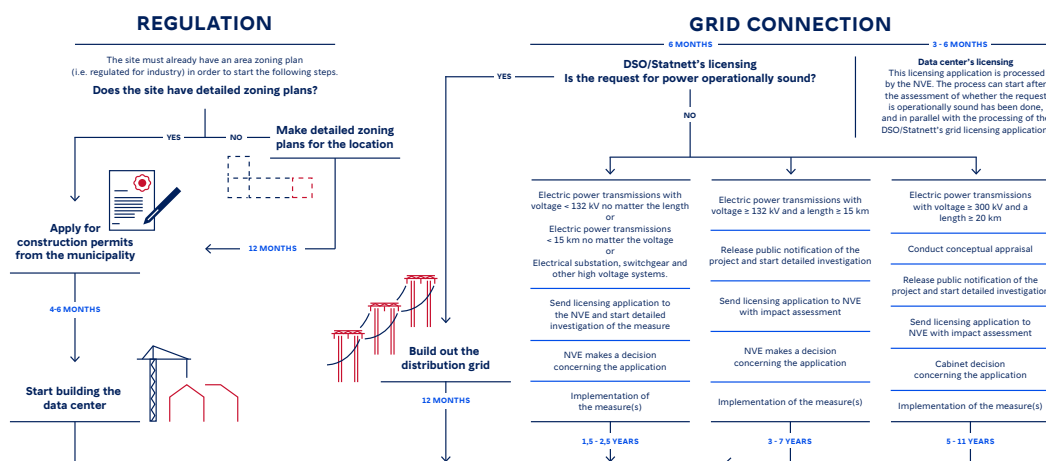 REGULATION
The site must already have an area zoning plan
(i.e. regulated for industry) in order to start the following steps.
Does the site have detailed zoning plans?
YES
NO
Make detailed zoning
plans for the location
12 MONTHS
Apply for
construction permits
from the municipality
4-6 MONTHS
Start building the
data center
GRID CONNECTION
6 MONTHS
3 - 6 MONTHS
DSO/Statnett's licensing
Is the request for power operationally sound?
YES
NO
Data center's licensing
This licensing application is processed
by the NVE. The process can start after
the assessment of whether the request
is operationally sound has been done,
and in parallel with the processing of the
DSO/Statnett's grid licensing application
Build out the
distribution grid
12 MONTHS
Electric power transmissions with
voltage < 132 kV no matter the length
or
Electric power transmissions
< 15 km no matter the voltage
or
Electrical substation, switchgear and
other high voltage systems.
Send licensing application to
the NVE and start detailed
investigation of the measure
NVE makes a decision
concerning the application
Implementation of
the measure(s)
1,5 - 2,5 YEARS
Electric power transmissions with
voltage ≥ 132 kV and a length ≥ 15 km
Release public notification of the
project and start detailed investigation
Send licensing application to NVE
with impact assessment
NVE makes a decision
concerning the application
Implementation of the measure(s)
3 - 7 YEARS
Electric power transmissions
with voltage ≥ 300 kV and a
length ≥ 20 km
Conduct conceptual appraisal
Release public notification of the
project and start detailed investigation
Send licensing application to
NVE with impact assessment
Cabinet decision
concerning the application
Implementation of the measure(s)
5 - 11 YEARS